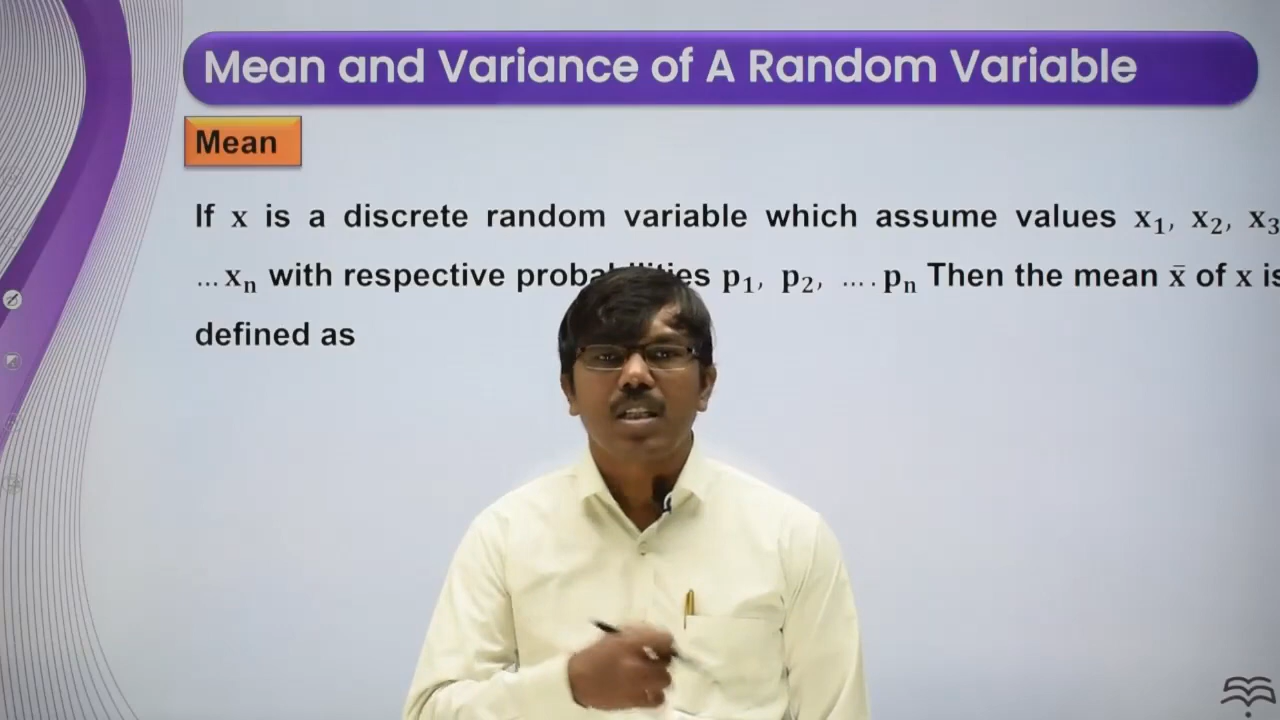 Mean and Variance of A Random Variable
Mean
If x is a discrete random variable which assume values x₁, x₂, x₃
...xₙ with respective probabilities p₁, p₂, ....pₙ Then the mean x̄ of x is
defined as